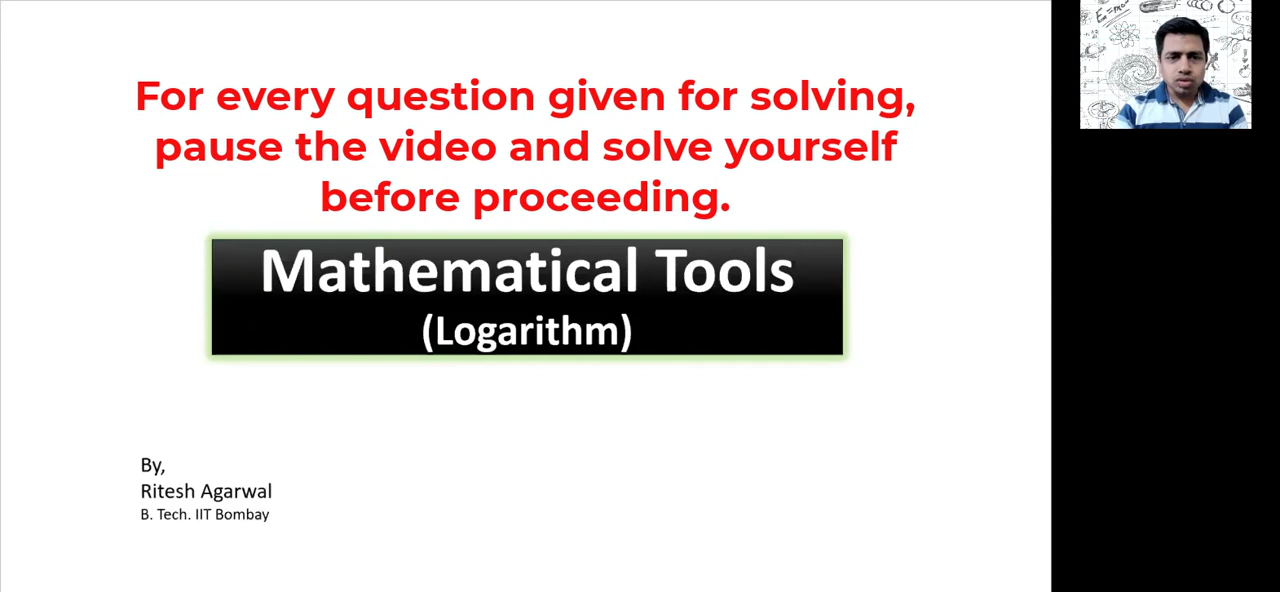 For every question given for solving,
pause the video and solve yourself
before proceeding.
Mathematical Tools
(Logarithm)
By,
Ritesh Agarwal
B. Tech. IIT Bombay